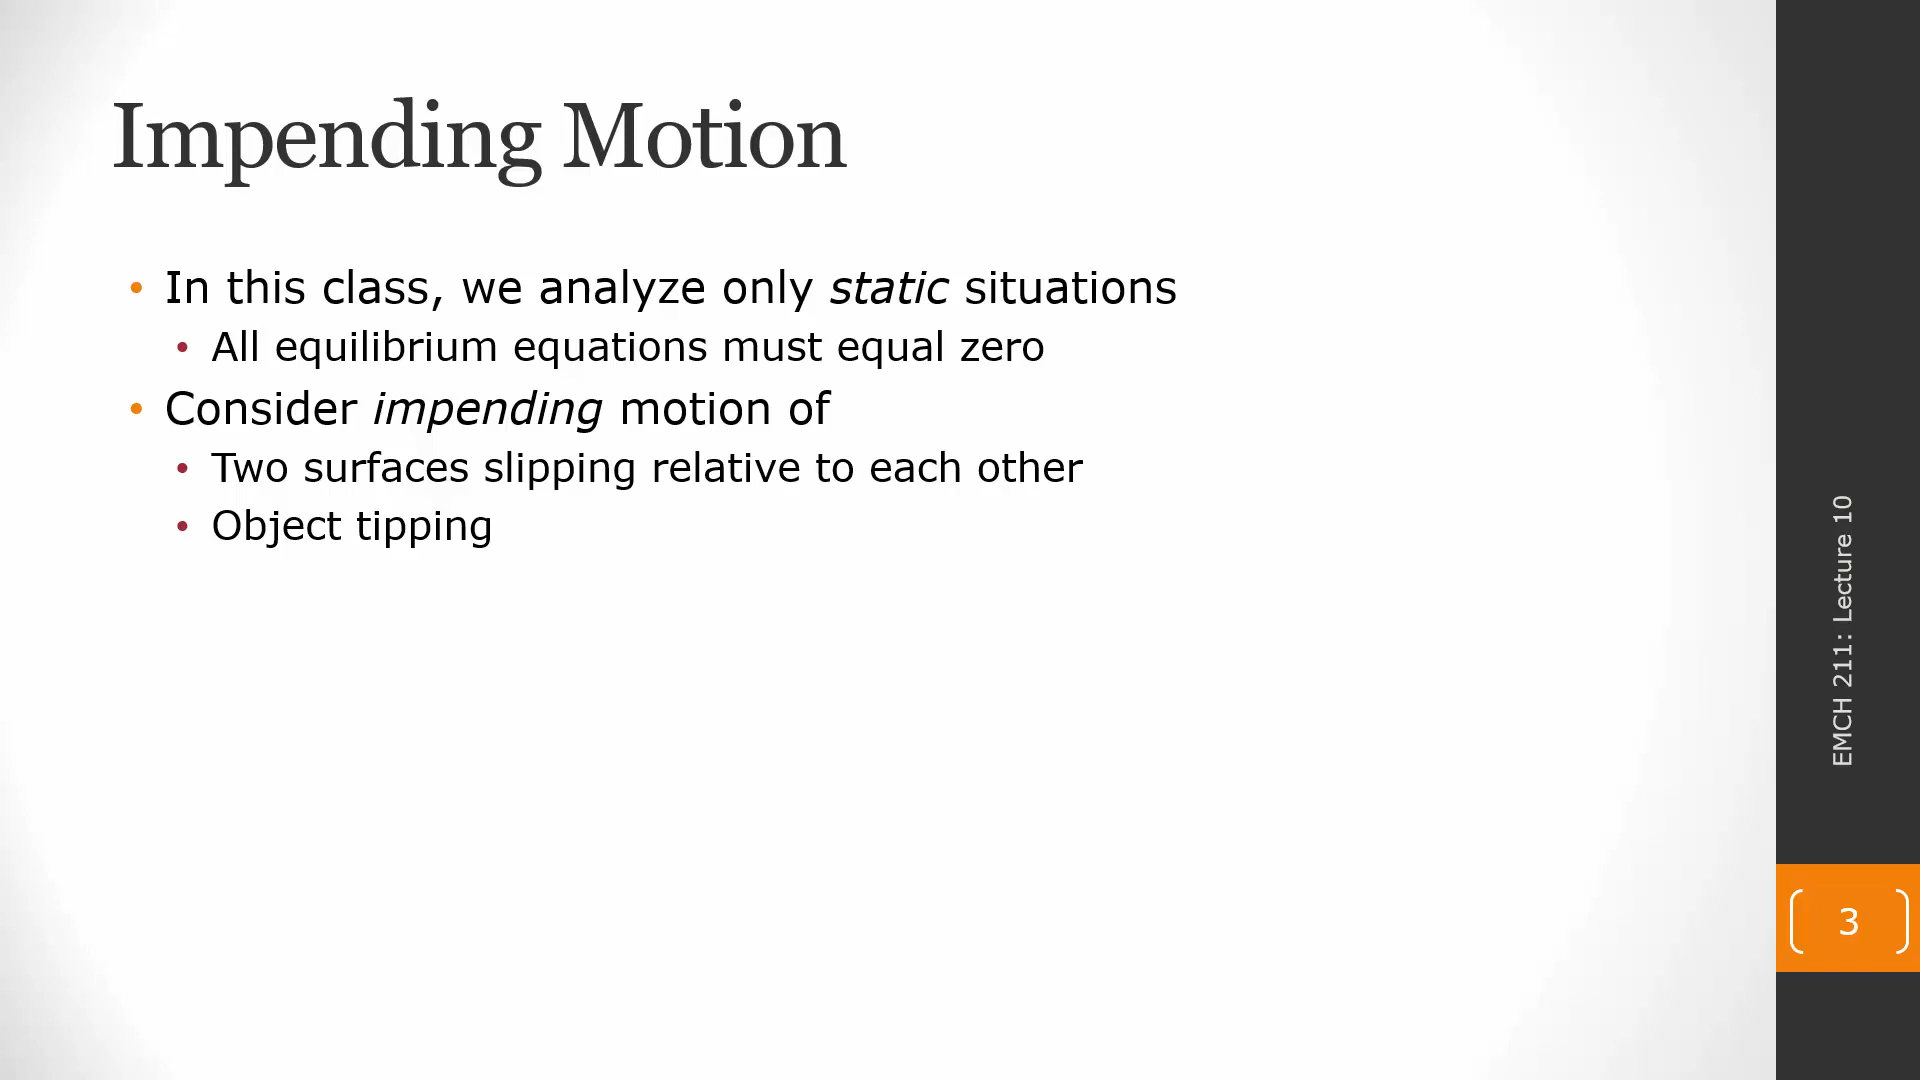 Impending Motion
• In this class, we analyze only static situations
• All equilibrium equations must equal zero
• Consider impending motion of
• Two surfaces slipping relative to each other
• Object tipping
EMCH 211: Lecture 10
3